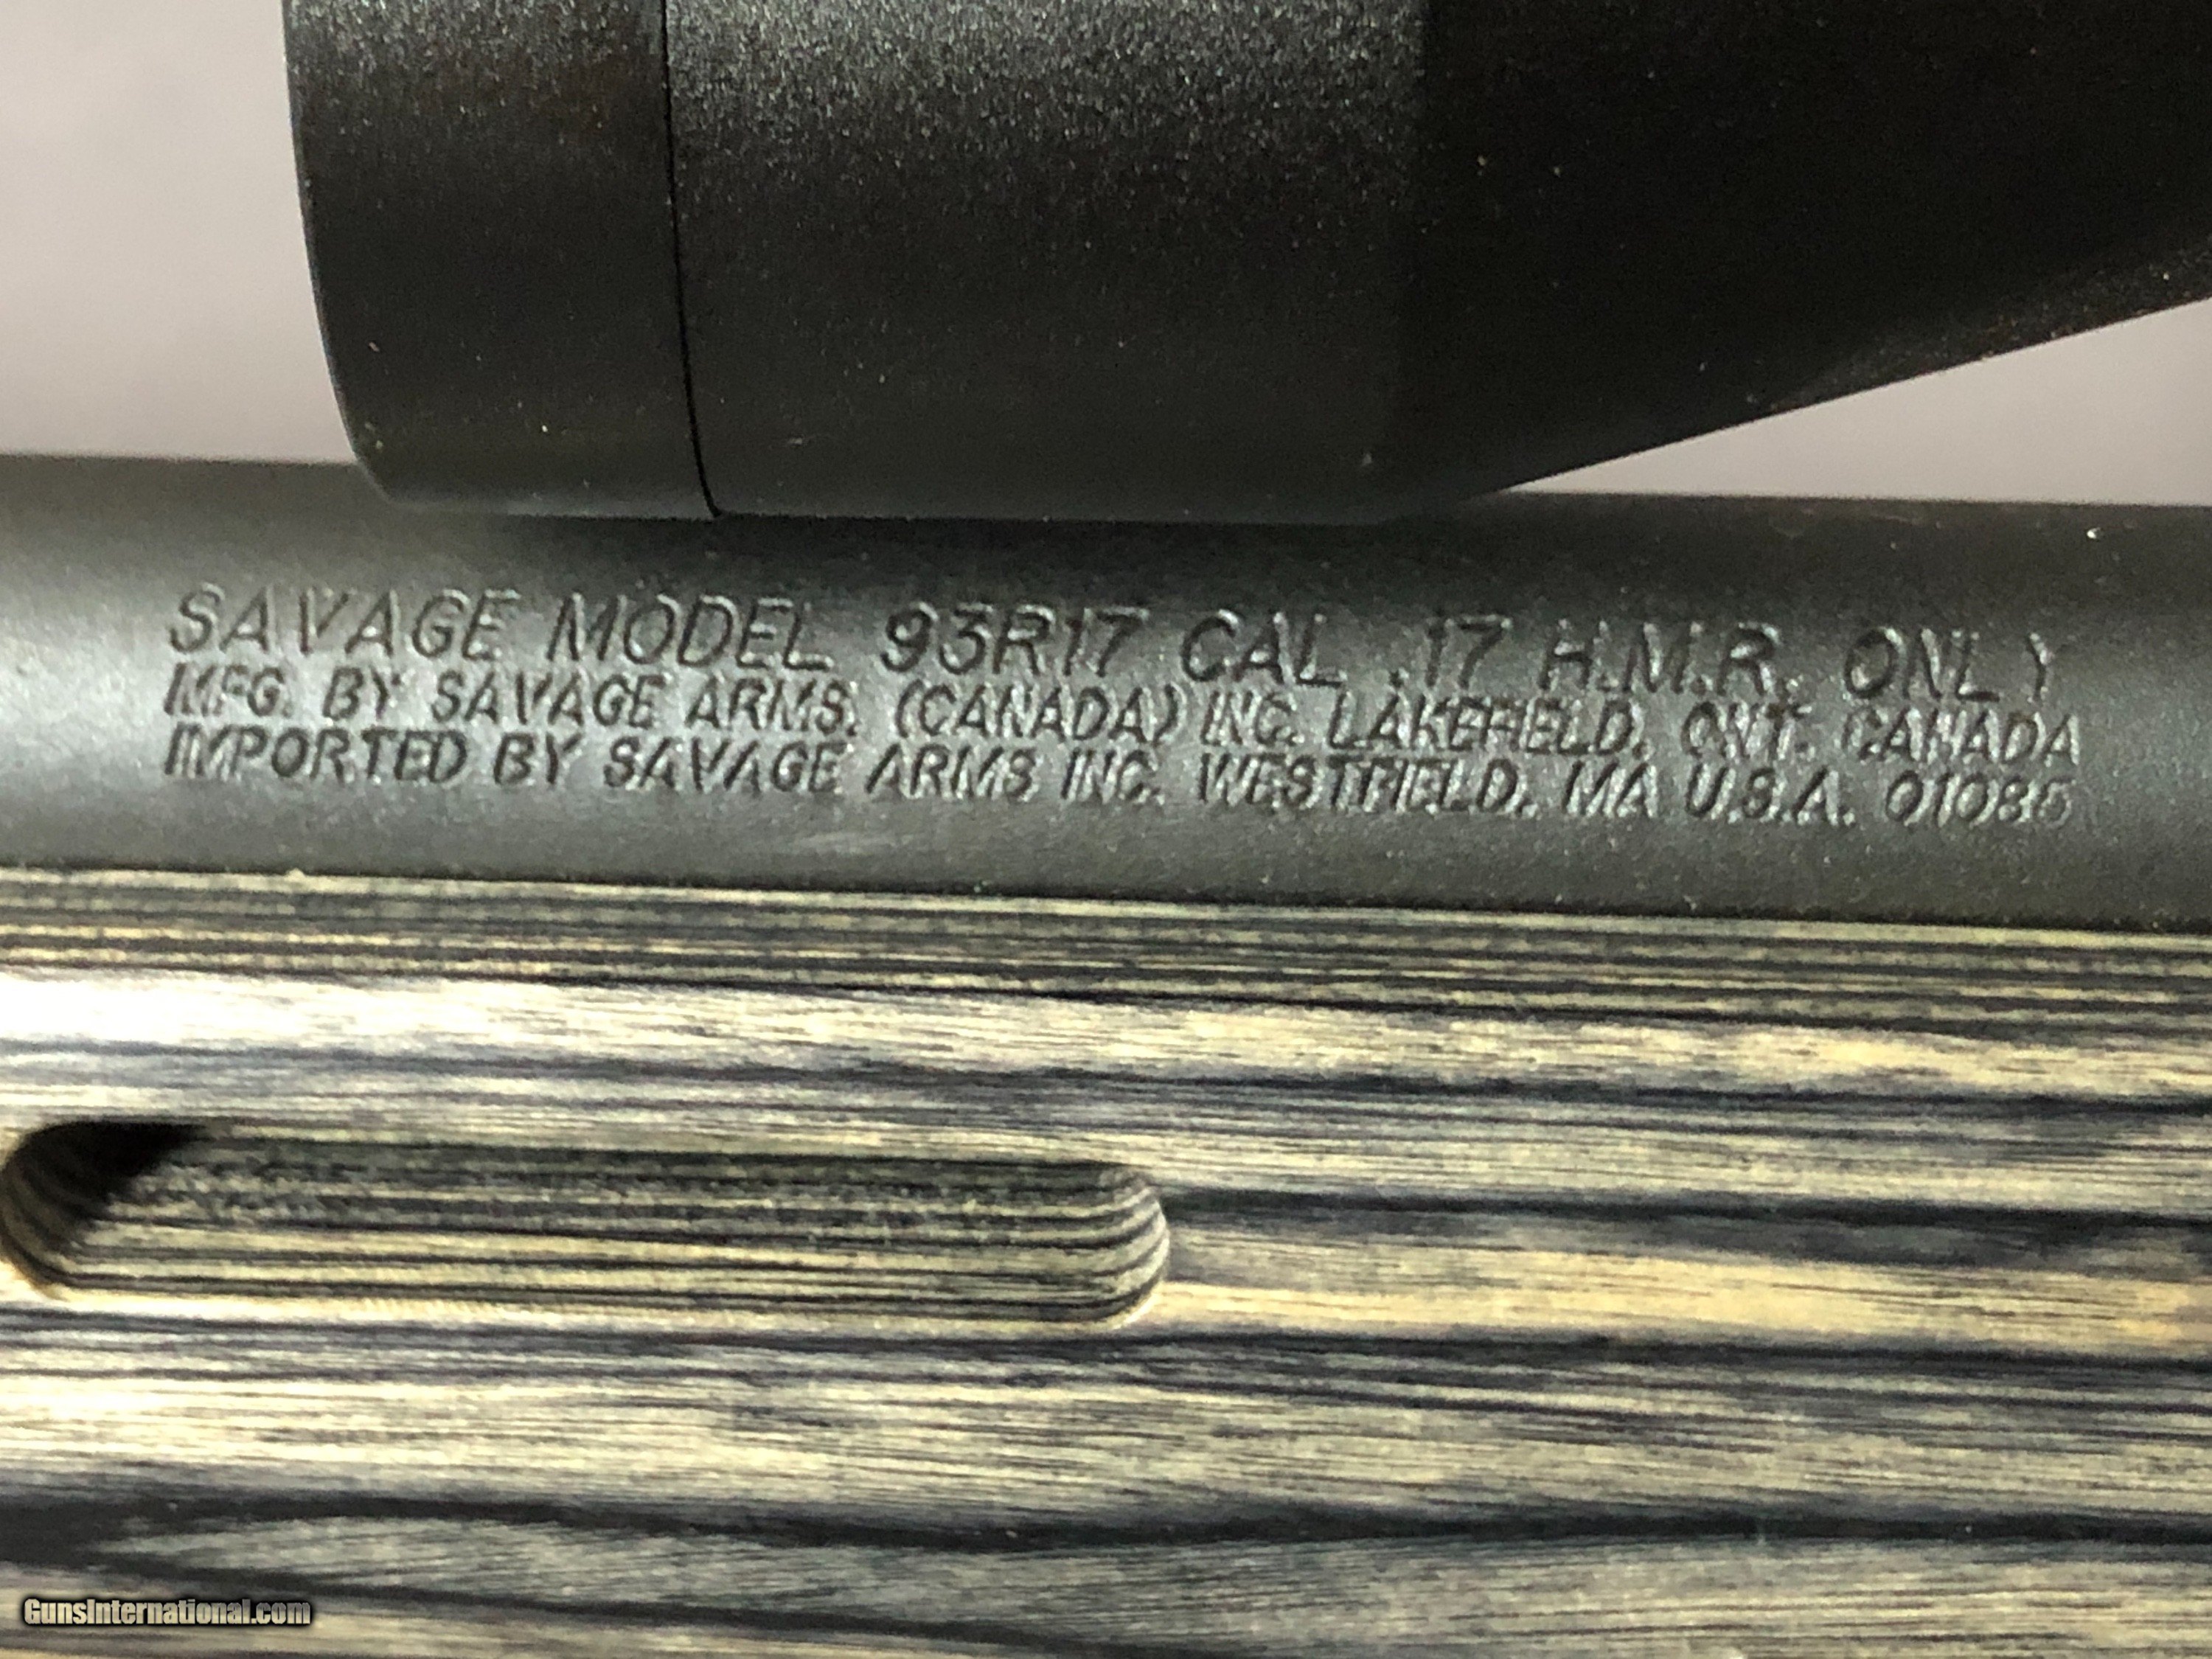 SAVAGE MODEL 93R17 CAL .17 H.M.R. ONLY
MFG. BY SAVAGE ARMS. (CANADA) INC. LAKEFIELD, ONT. CANADA
IMPORTED BY SAVAGE ARMS INC. WESTFIELD, MA U.S.A. 01085
GunsInternational.com